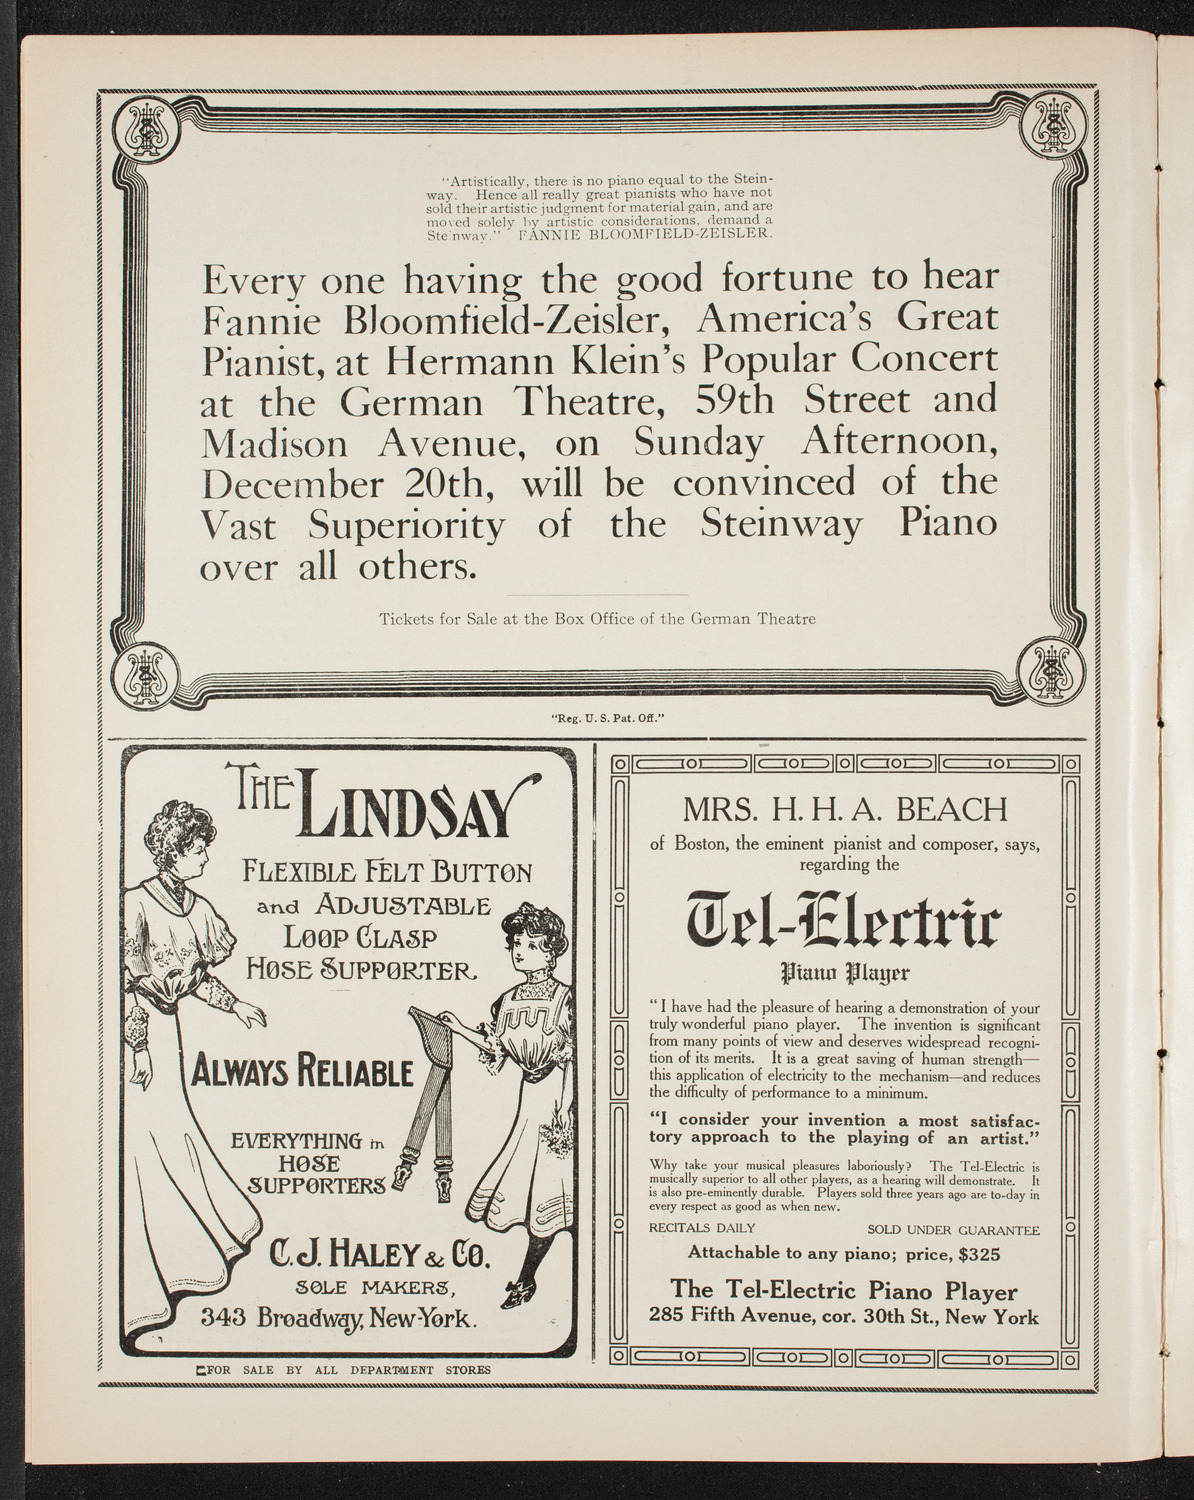 "Artistically, there is no piano equal to the Stein-
way. Hence all really great pianists who have not
sold their artistic judgment for material gain, and are
moved solely by artistic considerations, demand a
Steinway." FANNIE BLOOMFIELD-ZEISLER.
Every one having the good fortune to hear
Fannie Bloomfield-Zeisler, America's Great
Pianist, at Hermann Klein's Popular Concert
at the German Theatre, 59th Street and
Madison Avenue, on Sunday Afternoon,
December 20th, will be convinced of the
Vast Superiority of the Steinway Piano
over all others.
Tickets for Sale at the Box Office of the German Theatre
"Reg. U. S. Pat. Off."
THE LINDSAY
FLEXIBLE FELT BUTTON
and ADJUSTABLE
LOOP CLASP
HOSE SUPPORTER
ALWAYS RELIABLE
EVERYTHING in
HOSE
SUPPORTERS
C. J. HALEY & CO.
SOLE MAKERS,
343 Broadway, New-York.
FOR SALE BY ALL DEPARTMENT STORES
MRS. H. H. A. BEACH
of Boston, the eminent pianist and composer, says,
regarding the
Tel-Electric
Piano Player
"I have had the pleasure of hearing a demonstration of your
truly wonderful piano player. The invention is significant
from many points of view and deserves widespread recogni-
tion of its merits. It is a great saving of human strength—
this application of electricity to the mechanism—and reduces
the difficulty of performance to a minimum.
"I consider your invention a most satisfac-
tory approach to the playing of an artist."
Why take your musical pleasures laboriously? The Tel-Electric is
musically superior to all other players, as a hearing will demonstrate. It
is also pre-eminently durable. Players sold three years ago are to-day in
every respect as good as when new.
RECITALS DAILY SOLD UNDER GUARANTEE
Attachable to any piano; price, $325
The Tel-Electric Piano Player
285 Fifth Avenue, cor. 30th St., New York